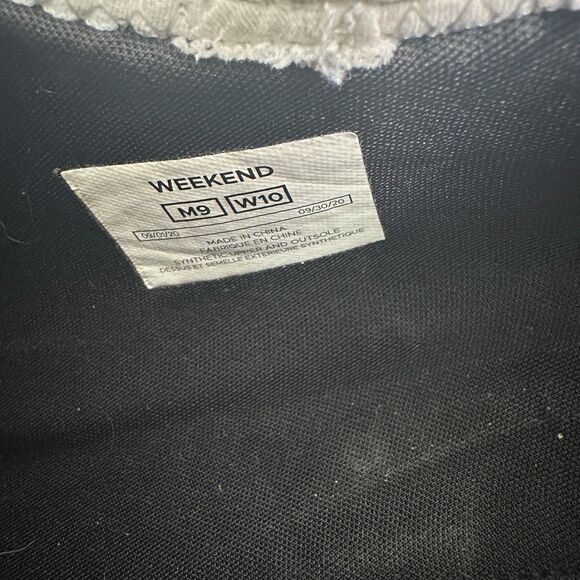 WEEKEND
M9 W10
09/01/20 09/30/20
MADE IN CHINA
FABRIQUE EN CHINE
SYNTHETIC UPPER AND OUTSOLE
DESSUS ET SEMELLE EXTERIEURE SYNTHETIQUE